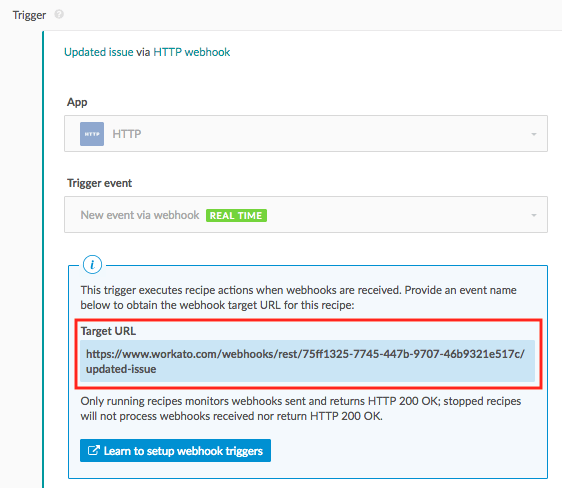 Trigger ?
Updated issue via HTTP webhook
App
HTTP HTTP
Trigger event
New event via webhook REAL TIME
i
This trigger executes recipe actions when webhooks are received. Provide an event name
below to obtain the webhook target URL for this recipe:
Target URL
https://www.workato.com/webhooks/rest/75ff1325-7745-447b-9707-46b9321e517c/
updated-issue
Only running recipes monitors webhooks sent and returns HTTP 200 OK; stopped recipes
will not process webhooks received nor return HTTP 200 OK.
Learn to setup webhook triggers